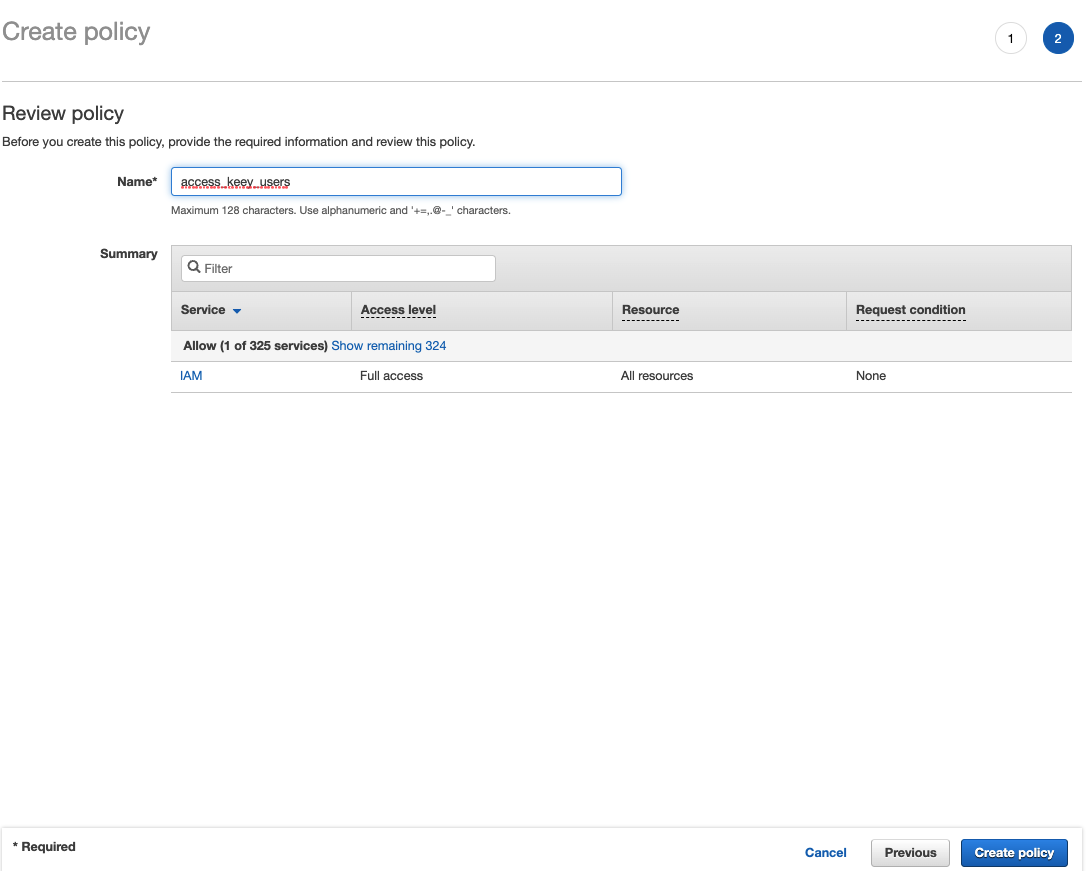 Create policy
1
2
Review policy
Before you create this policy, provide the required information and review this policy.
Name* access_keey_users
Maximum 128 characters. Use alphanumeric and '+=,.@-_' characters.
Summary
Filter
Service Access level Resource Request condition
Allow (1 of 325 services) Show remaining 324
IAM Full access All resources None
* Required
Cancel Previous Create policy